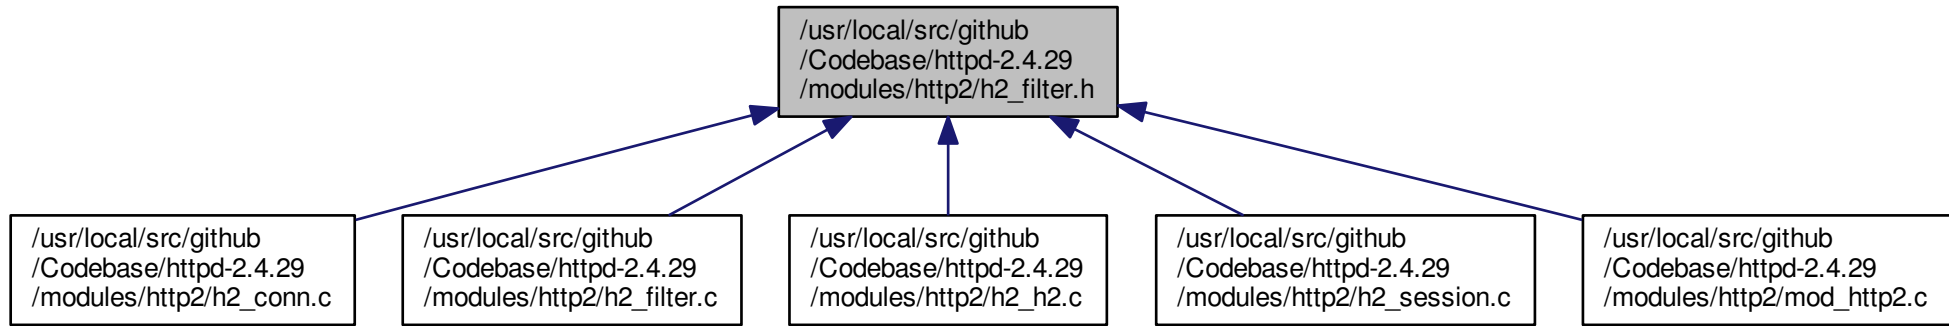 /usr/local/src/github
/Codebase/httpd-2.4.29
/modules/http2/h2_filter.h
/usr/local/src/github
/Codebase/httpd-2.4.29
/modules/http2/h2_conn.c
/usr/local/src/github
/Codebase/httpd-2.4.29
/modules/http2/h2_filter.c
/usr/local/src/github
/Codebase/httpd-2.4.29
/modules/http2/h2_h2.c
/usr/local/src/github
/Codebase/httpd-2.4.29
/modules/http2/h2_session.c
/usr/local/src/github
/Codebase/httpd-2.4.29
/modules/http2/mod_http2.c